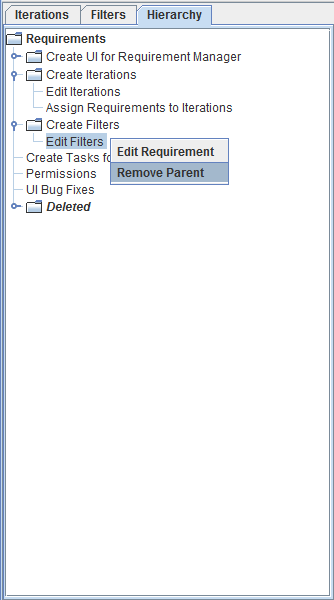 Iterations Filters Hierarchy
Requirements
Create UI for Requirement Manager
Create Iterations
Edit Iterations
Assign Requirements to Iterations
Create Filters
Edit Filters
Edit Requirement
Create Tasks fo
Remove Parent
Permissions
UI Bug Fixes
Deleted